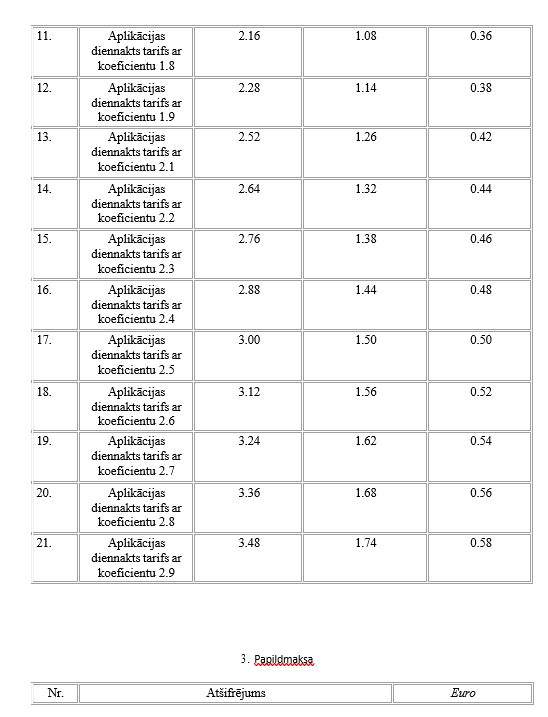 11. Aplikācijas 2.16 1.08 0.36
diennakts tarifs ar
koeficientu 1.8
12. Aplikācijas 2.28 1.14 0.38
diennakts tarifs ar
koeficientu 1.9
13. Aplikācijas 2.52 1.26 0.42
diennakts tarifs ar
koeficientu 2.1
14. Aplikācijas 2.64 1.32 0.44
diennakts tarifs ar
koeficientu 2.2
15. Aplikācijas 2.76 1.38 0.46
diennakts tarifs ar
koeficientu 2.3
16. Aplikācijas 2.88 1.44 0.48
diennakts tarifs ar
koeficientu 2.4
17. Aplikācijas 3.00 1.50 0.50
diennakts tarifs ar
koeficientu 2.5
18. Aplikācijas 3.12 1.56 0.52
diennakts tarifs ar
koeficientu 2.6
19. Aplikācijas 3.24 1.62 0.54
diennakts tarifs ar
koeficientu 2.7
20. Aplikācijas 3.36 1.68 0.56
diennakts tarifs ar
koeficientu 2.8
21. Aplikācijas 3.48 1.74 0.58
diennakts tarifs ar
koeficientu 2.9
3. Papildmaksa
Nr. Atšifrējums Euro